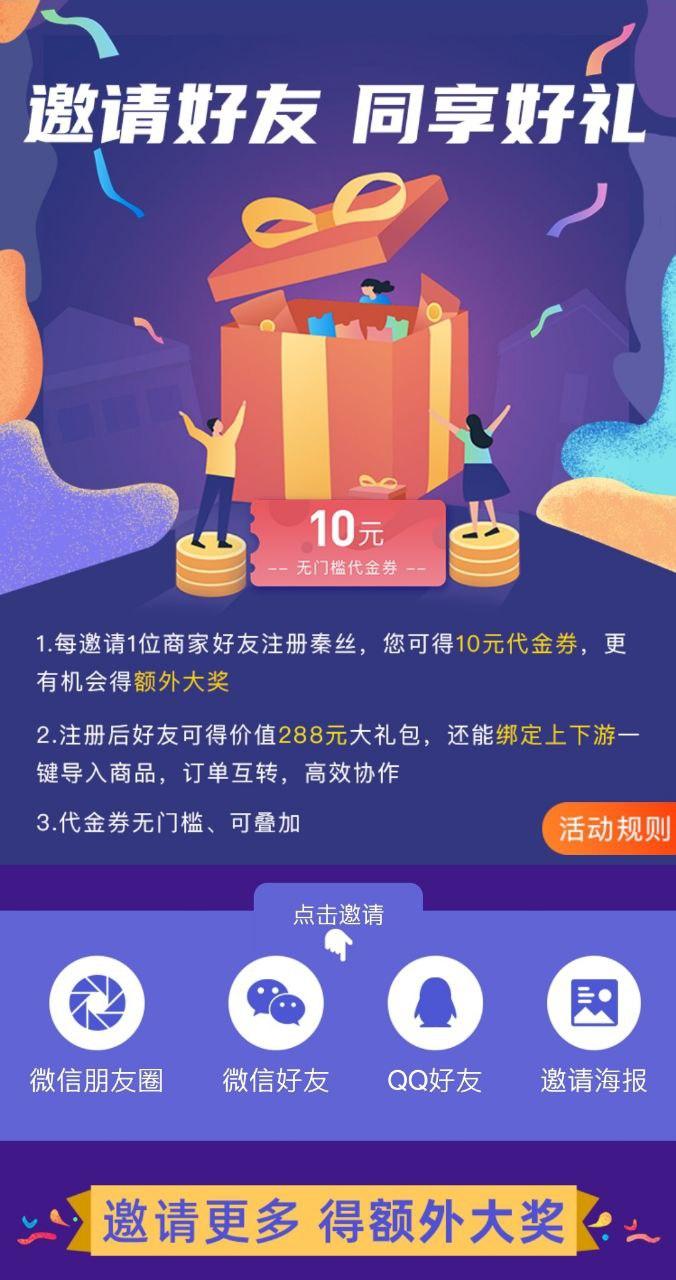 邀请好友 同享好礼
10元
-- 无门槛代金券 --
1.每邀请1位商家好友注册秦丝，您可得10元代金券，更
有机会得额外大奖
2.注册后好友可得价值288元大礼包，还能绑定上下游一
键导入商品，订单互转，高效协作
3.代金券无门槛、可叠加
活动规则
点击邀请
微信朋友圈 微信好友 QQ好友 邀请海报
邀请更多 得额外大奖